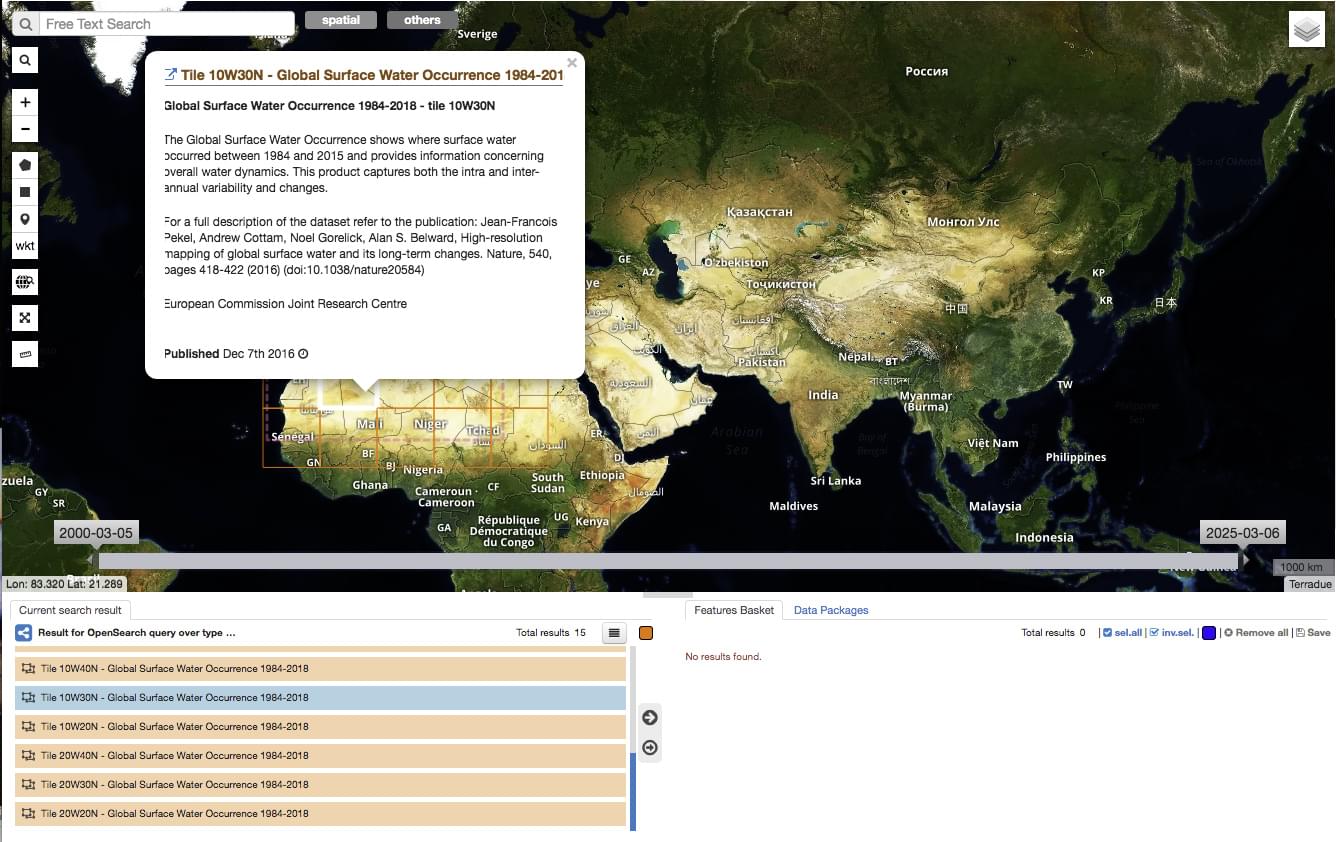 Free Text Search
spatial
others
Sverige
Россия
Sea of Okhotsk
Tile 10W30N - Global Surface Water Occurrence 1984-201
Global Surface Water Occurrence 1984-2018 - tile 10W30N
The Global Surface Water Occurrence shows where surface water
occurred between 1984 and 2015 and provides information concerning
overall water dynamics. This product captures both the intra and inter-
annual variability and changes.
For a full description of the dataset refer to the publication: Jean-Francois
Pekel, Andrew Cottam, Noel Gorelick, Alan S. Belward, High-resolution
mapping of global surface water and its long-term changes. Nature, 540,
pages 418-422 (2016) (doi:10.1038/nature20584)
European Commission Joint Research Centre
Published Dec 7th 2016
wkt
Қазақстан
Монгол Улс
GE
AZ
O'zbekiston
Тоҷикистон
KP
KR
日本
中国
ایران
افغانستان
العراق
الكويت
پاکستان
Pakistan
Nepal
BT
السعودية
عمان
India
বাংলাদেশ
Myanmar
(Burma)
TW
Philippine
Sea
Mali
Niger
Tchad
تشاد
السودان
ER
اليمن
Arabian
Sea
Bay of
Bengal
Việt Nam
Philippines
Sénégal
GN
BF
BJ
Nigeria
Ghana
CF
South
Sudan
DJ
Ethiopia
الصومال
Sri Lanka
Maldives
Malaysia
Indonesia
zuela
GY
SR
Cameroun -
Cameroon
GA
République
Démocratique
du Congo
UG
Kenya
2000-03-05
2025-03-06
Lon: 83.320 Lat: 21.289
1000 km
Terradue
Current search result
Features Basket
Data Packages
Result for OpenSearch query over type ...
Total results 15
Total results 0
| sel.all | inv.sel. | Remove all | Save
No results found.
Tile 10W40N - Global Surface Water Occurrence 1984-2018
Tile 10W30N - Global Surface Water Occurrence 1984-2018
Tile 10W20N - Global Surface Water Occurrence 1984-2018
Tile 20W40N - Global Surface Water Occurrence 1984-2018
Tile 20W30N - Global Surface Water Occurrence 1984-2018
Tile 20W20N - Global Surface Water Occurrence 1984-2018